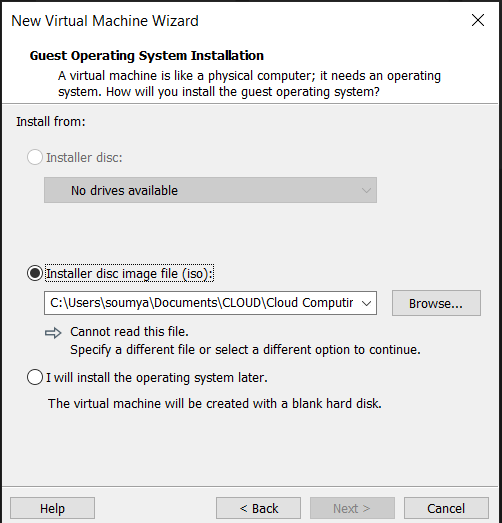 New Virtual Machine Wizard
Guest Operating System Installation
A virtual machine is like a physical computer; it needs an operating
system. How will you install the guest operating system?
Install from:
Installer disc:
No drives available
Installer disc image file (iso):
C:\Users\soumya\Documents\CLOUD\Cloud Computin
Browse...
Cannot read this file.
Specify a different file or select a different option to continue.
I will install the operating system later.
The virtual machine will be created with a blank hard disk.
Help
< Back
Next >
Cancel